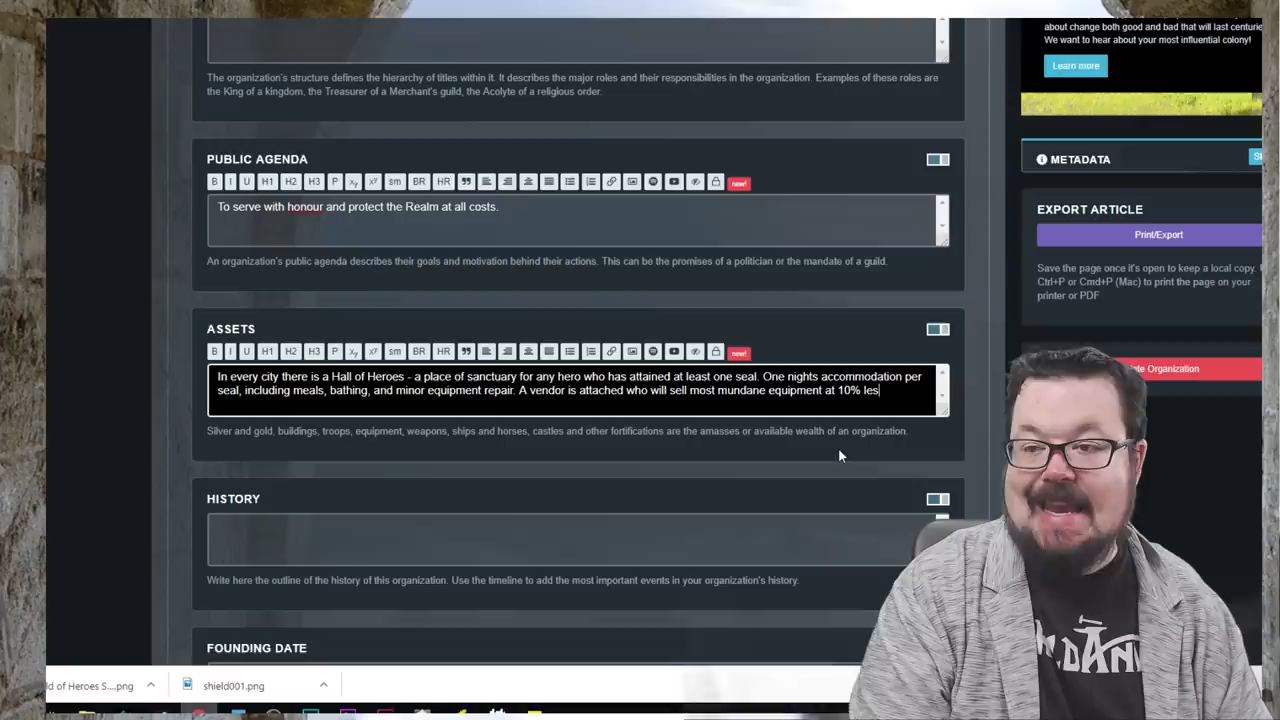 about change both good and bad that will last centurie
We want to hear about your most influential colony!
Learn more
The organization's structure defines the hierarchy of titles within it. It describes the major roles and their responsibilities in the organization. Examples of these roles are
the King of a kingdom, the Treasurer of a Merchant's guild, the Acolyte of a religious order.
PUBLIC AGENDA
B I U H1 H2 H3 P xy xy sm BR HR new!
To serve with honour and protect the Realm at all costs.
An organization's public agenda describes their goals and motivation behind their actions. This can be the promises of a politician or the mandate of a guild.
METADATA
EXPORT ARTICLE
Print/Export
Save the page once it's open to keep a local copy.
Ctrl+P or Cmd+P (Mac) to print the page on your
printer or PDF
ASSETS
B I U H1 H2 H3 P xy xy sm BR HR new!
In every city there is a Hall of Heroes - a place of sanctuary for any hero who has attained at least one seal. One nights accommodation per
seal, including meals, bathing, and minor equipment repair. A vendor is attached who will sell most mundane equipment at 10% les
Silver and gold, buildings, troops, equipment, weapons, ships and horses, castles and other fortifications are the amasses or available wealth of an organization.
te Organization
HISTORY
Write here the outline of the history of this organization. Use the timeline to add the most important events in your organization's history.
FOUNDING DATE
ld of Heroes S....png
shield001.png